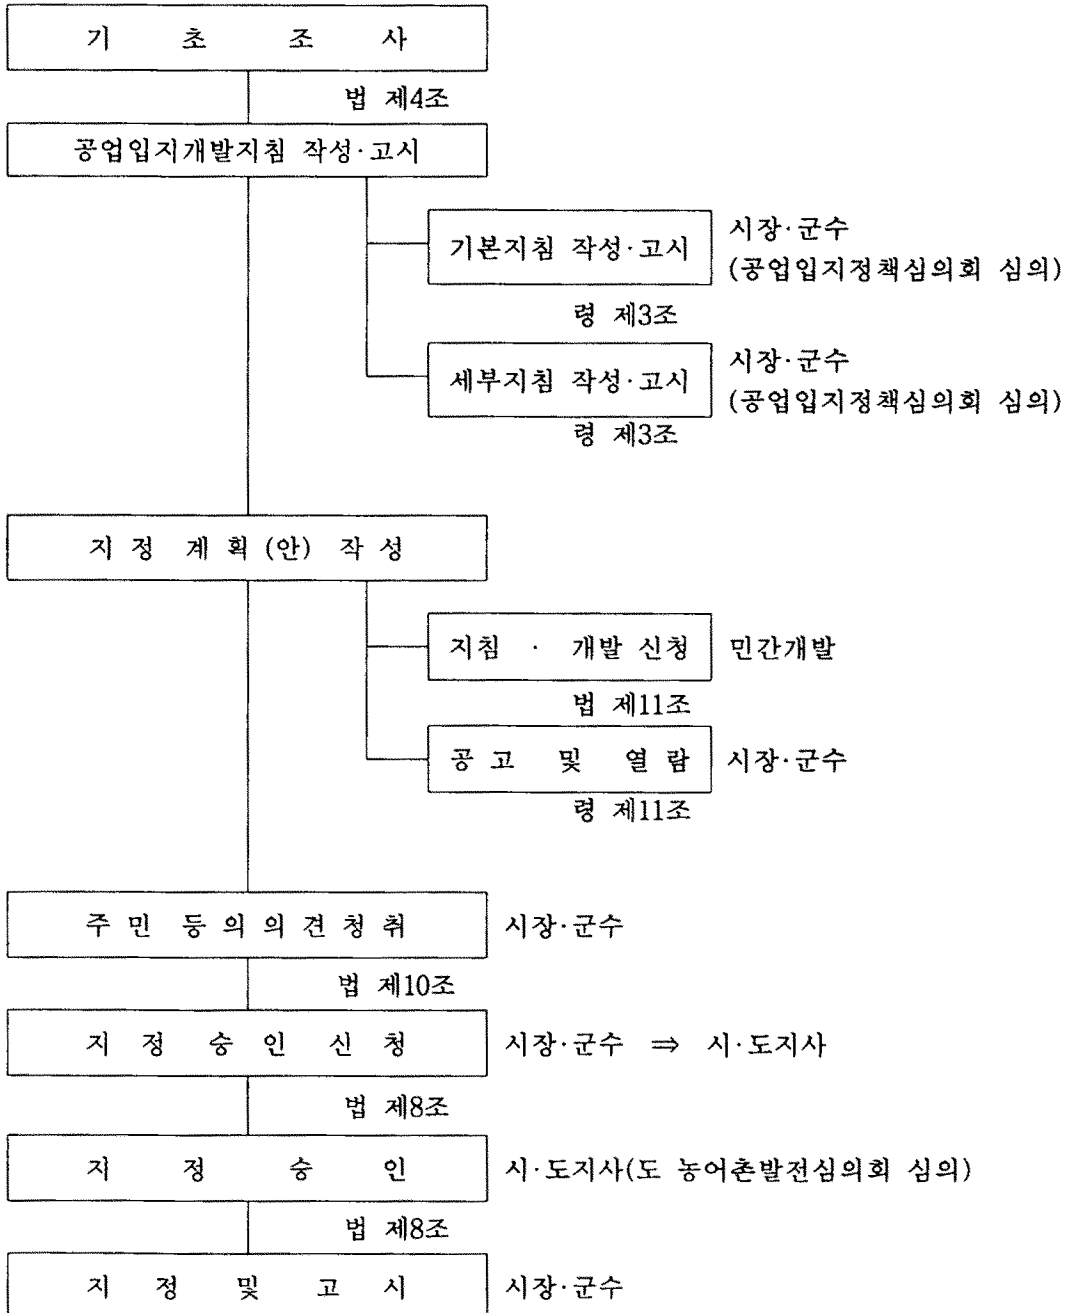 기 초 조 사
법 제4조
공업입지개발지침 작성·고시
기본지침 작성·고시 시장·군수
(공업입지정책심의회 심의)
령 제3조
세부지침 작성·고시 시장·군수
(공업입지정책심의회 심의)
령 제3조
지 정 계 획 (안) 작 성
지침 · 개발 신청 민간개발
법 제11조
공 고 및 열 람 시장·군수
령 제11조
주 민 등 의 의 견 청 취 시장·군수
법 제10조
지 정 승 인 신 청 시장·군수 ⇒ 시·도지사
법 제8조
지 정 승 인 시·도지사(도 농어촌발전심의회 심의)
법 제8조
지 정 및 고 시 시장·군수